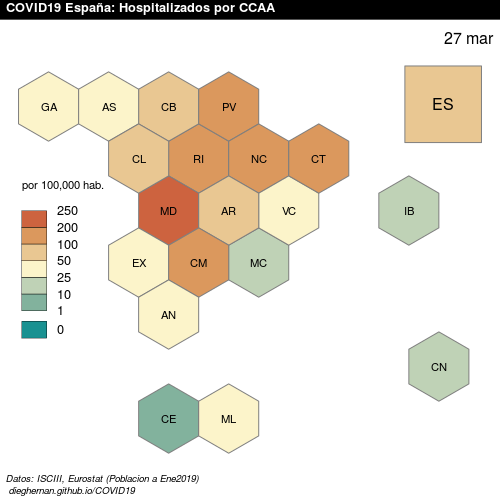 COVID19 España: Hospitalizados por CCAA
27 mar
GA AS CB PV ES
CL RI NC CT
por 100,000 hab.
MD AR VC IB
EX CM MC
AN
CN
CE ML
250
200
100
50
25
10
1
0
Datos: ISCIII, Eurostat (Poblacion a Ene2019)
dieghernan.github.io/COVID19